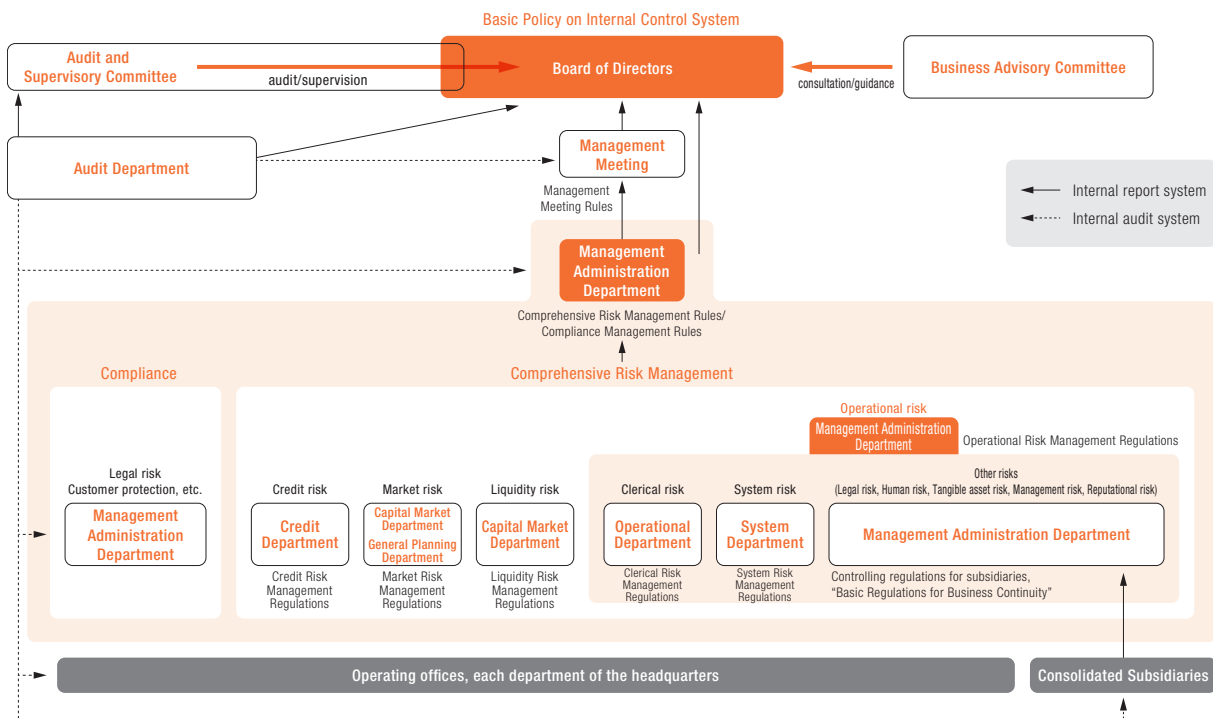 Basic Policy on Internal Control System
Audit and
Supervisory Committee
audit/supervision
Board of Directors
consultation/guidance
Business Advisory Committee
Audit Department
Management
Meeting
Management
Meeting Rules
Internal report system
Internal audit system
Management
Administration
Department
Comprehensive Risk Management Rules/
Compliance Management Rules
Compliance
Comprehensive Risk Management
Operational risk
Management Administration
Department
Operational Risk Management Regulations
Legal risk
Customer protection, etc.
Management
Administration
Department
Credit risk
Credit
Department
Credit Risk
Management
Regulations
Market risk
Capital Market
Department
General Planning
Department
Market Risk
Management
Regulations
Liquidity risk
Capital Market
Department
Liquidity Risk
Management
Regulations
Clerical risk
Operational
Department
Clerical Risk
Management
Regulations
System risk
System
Department
System Risk
Management
Regulations
Other risks
(Legal risk, Human risk, Tangible asset risk, Management risk, Reputational risk)
Management Administration Department
Controlling regulations for subsidiaries,
“Basic Regulations for Business Continuity”
Operating offices, each department of the headquarters
Consolidated Subsidiaries